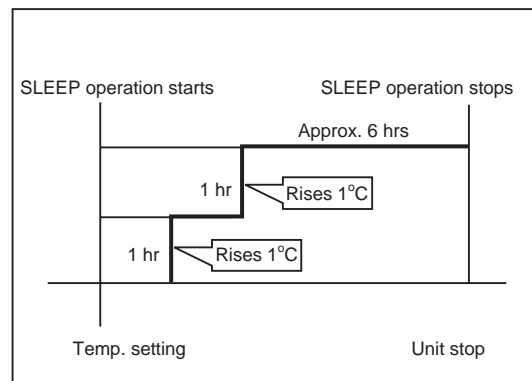 SLEEP operation starts
SLEEP operation stops
Approx. 6 hrs
1 hr
Rises 1°C
1 hr
Rises 1°C
Temp. setting
Unit stop